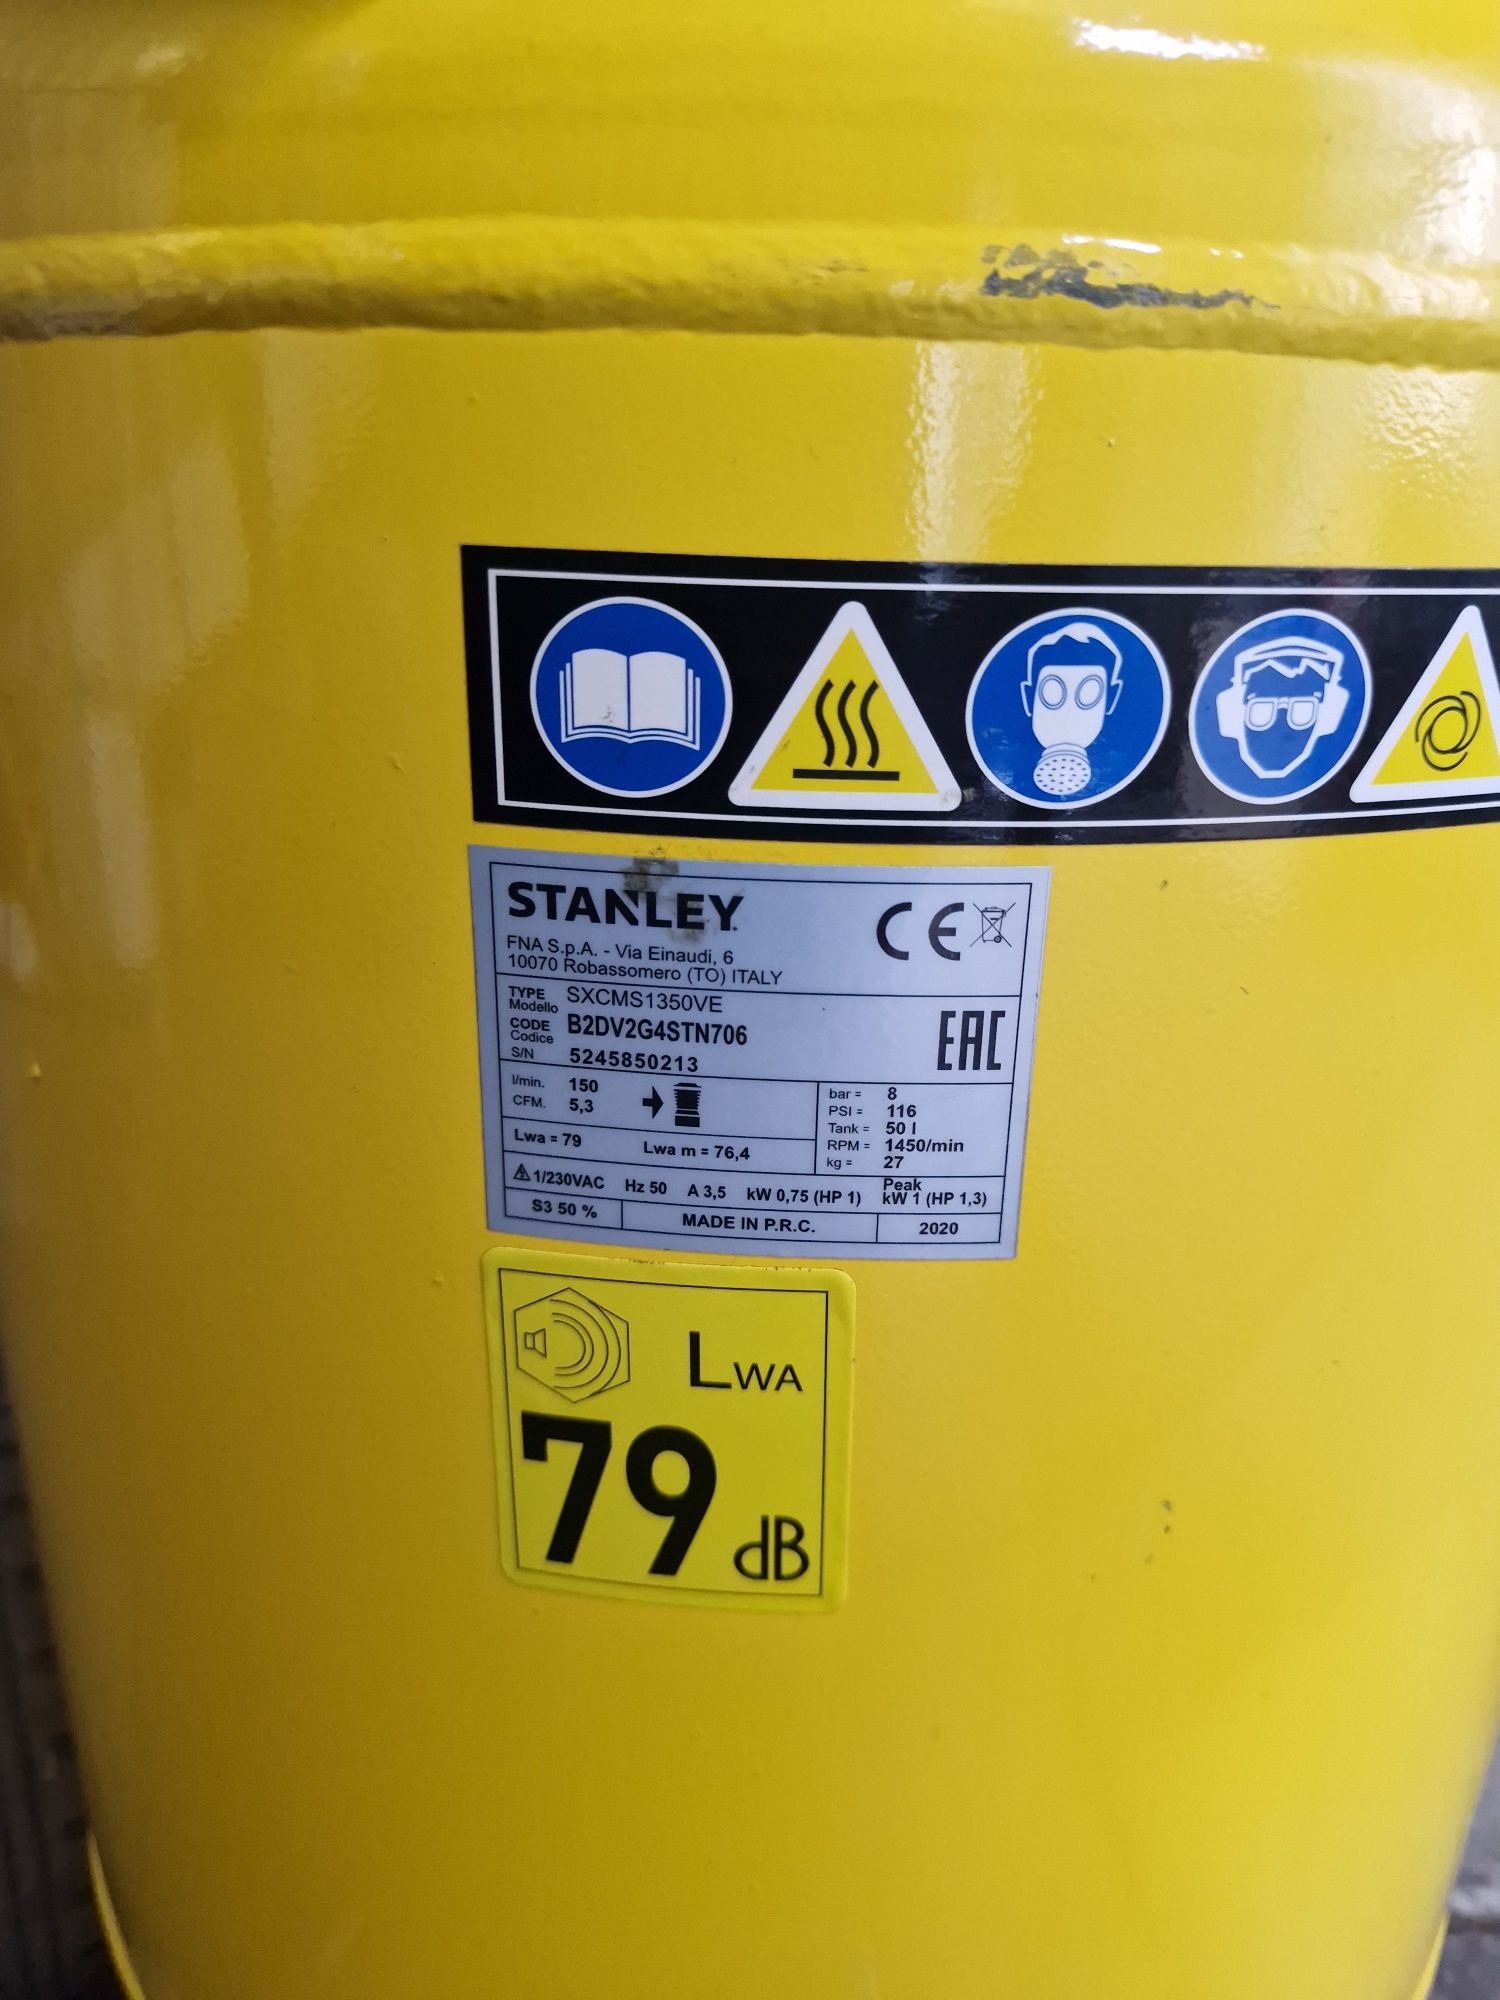 STANLEY
CE
FNA S.p.A. - Via Einaudi, 6
10070 Robassomero (TO) ITALY
TYPE SXCMS1350VE
Modello
CODE B2DV2G4STN706
Codice
S/N 5245850213
EAC
l/min. 150
CFM. 5,3
bar = 8
PSI = 116
Tank = 50 l
RPM = 1450/min
kg = 27
Lwa = 79 Lwa m = 76,4
1/230VAC Hz 50 A 3,5 kW 0,75 (HP 1) Peak
kW 1 (HP 1,3)
S3 50 % MADE IN P.R.C. 2020
LWA
79 dB